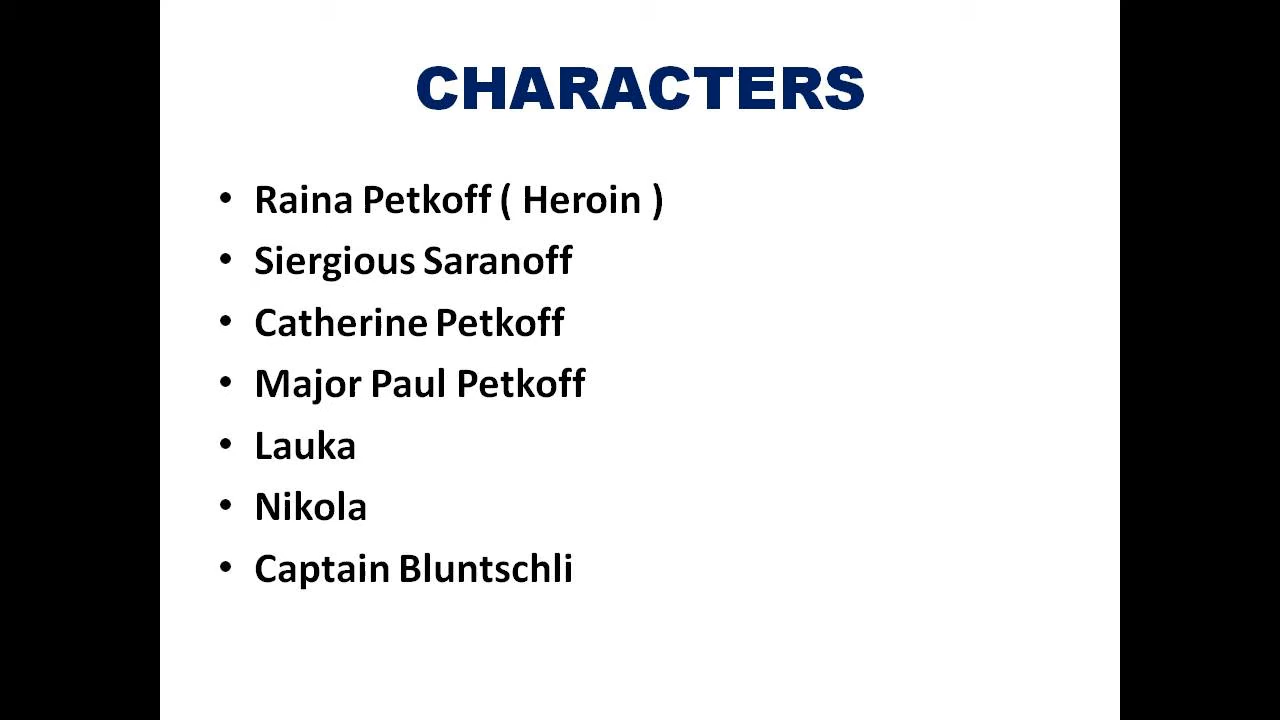 CHARACTERS
• Raina Petkoff ( Heroin )
• Siergious Saranoff
• Catherine Petkoff
• Major Paul Petkoff
• Lauka
• Nikola
• Captain Bluntschli